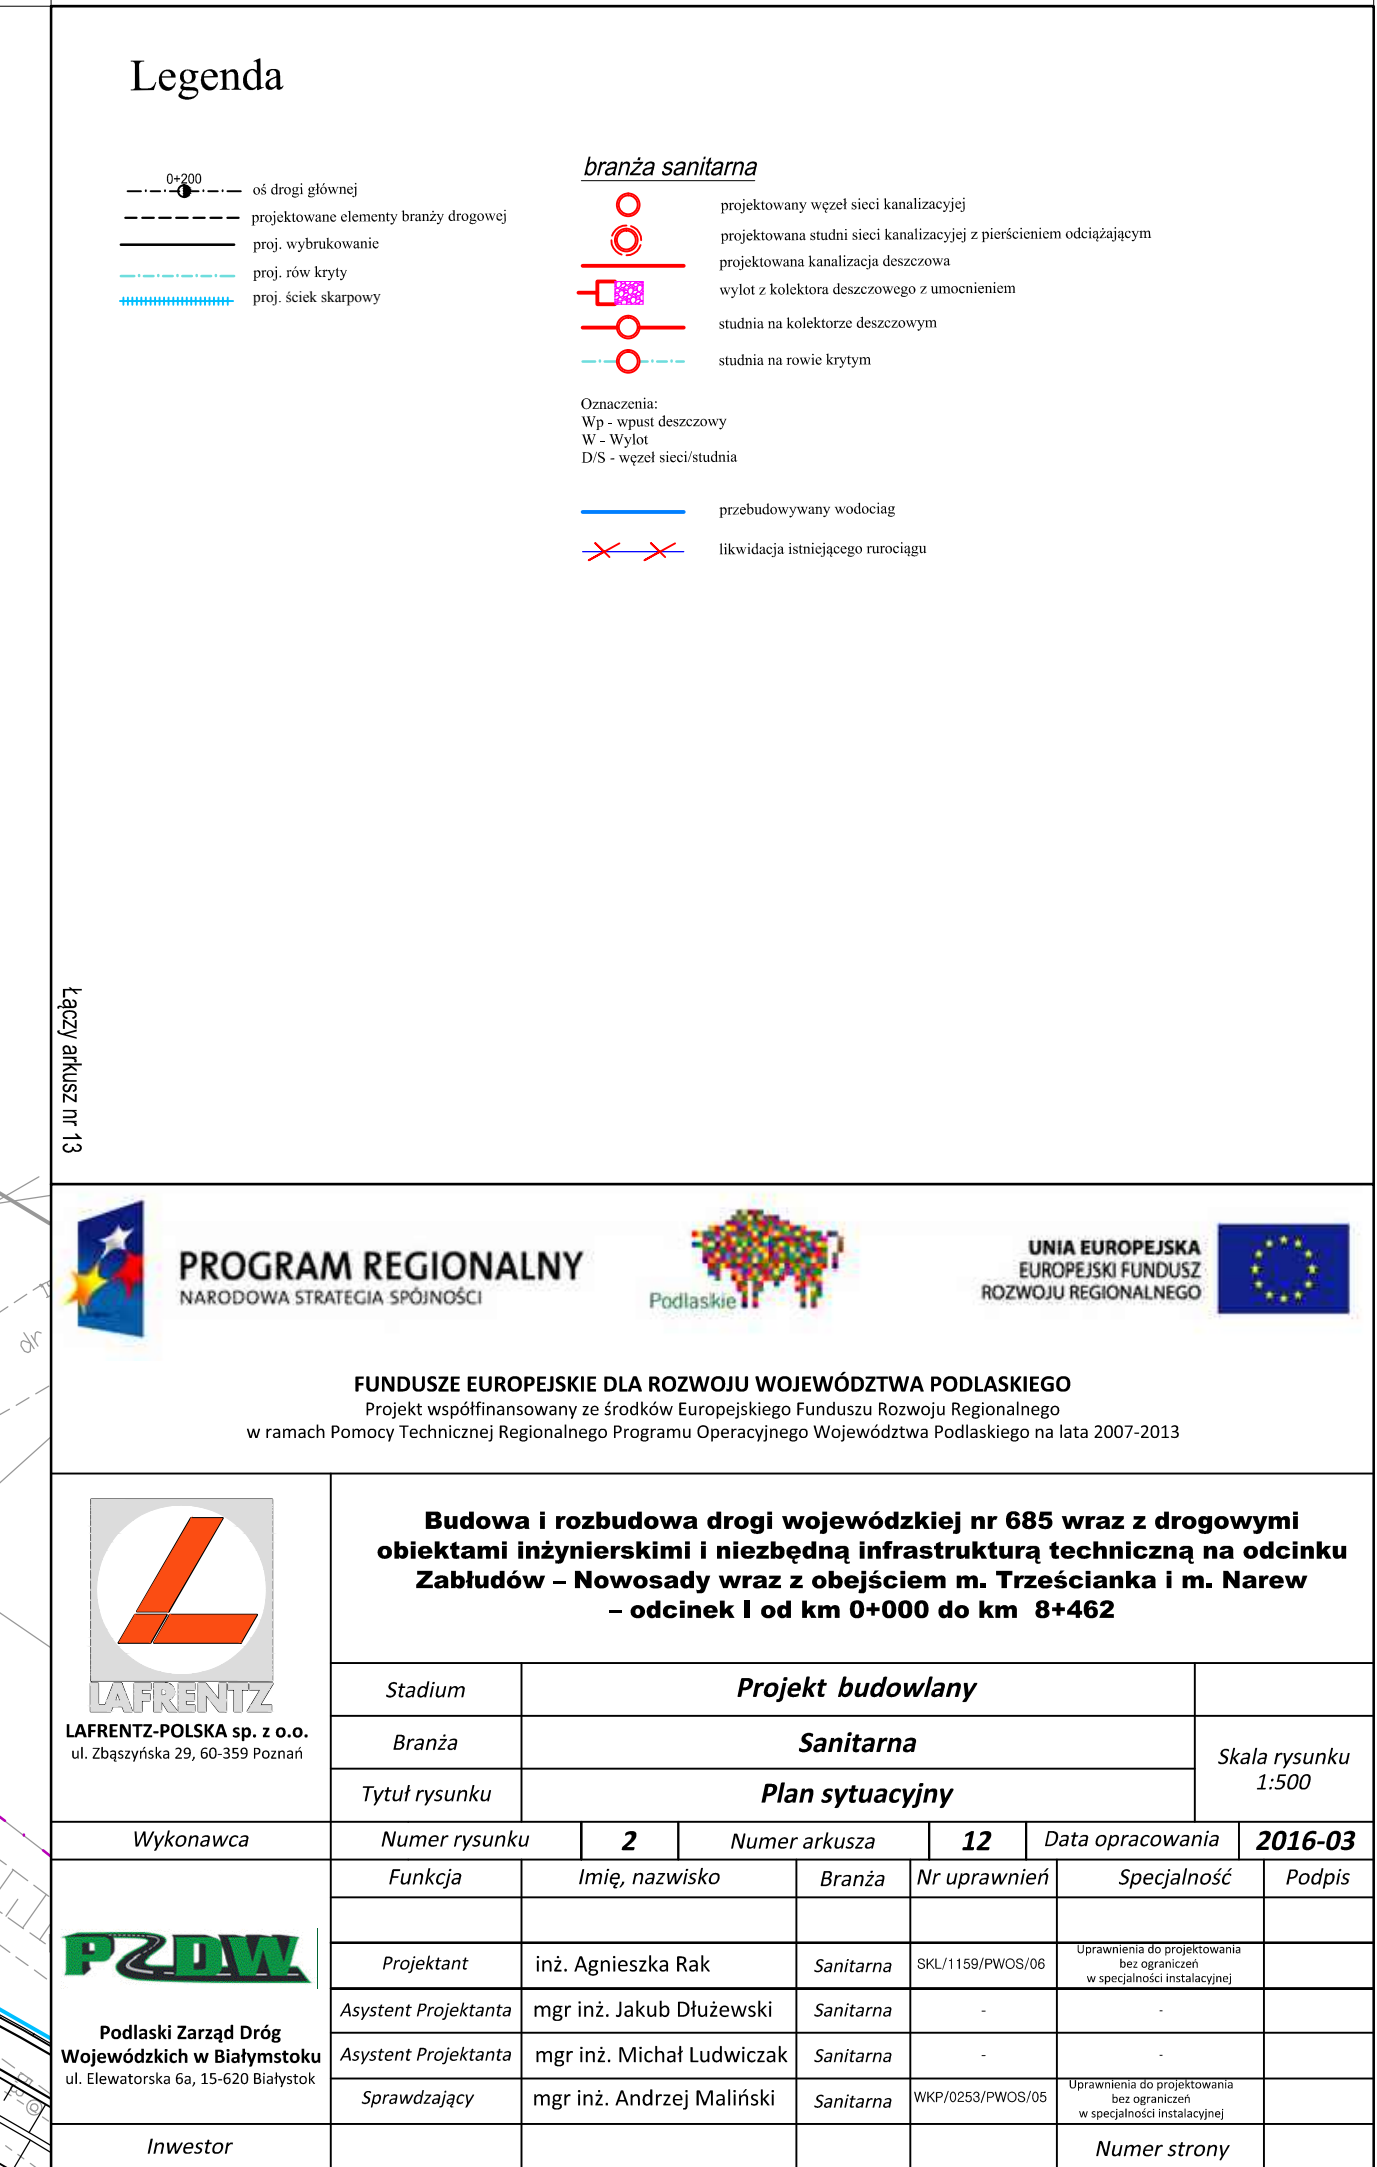 Legenda
0+200
oś drogi głównej
projektowane elementy branży drogowej
proj. wybrukowanie
proj. rów kryty
proj. ściek skarpowy
branża sanitarna
projektowany węzeł sieci kanalizacyjej
projektowana studni sieci kanalizacyjej z pierścieniem odciążającym
projektowana kanalizacja deszczowa
wylot z kolektora deszczowego z umocnieniem
studnia na kolektorze deszczowym
studnia na rowie krytym
Oznaczenia:
Wp - wpust deszczowy
W - Wylot
D/S - węzeł sieci/studnia
przebudowywany wodociag
likwidacja istniejącego rurociągu
Łączy arkusz nr 13
dr
PROGRAM REGIONALNY
NARODOWA STRATEGIA SPÓJNOŚCI
Podlaskie
UNIA EUROPEJSKA
EUROPEJSKI FUNDUSZ
ROZWOJU REGIONALNEGO
FUNDUSZE EUROPEJSKIE DLA ROZWOJU WOJEWÓDZTWA PODLASKIEGO
Projekt współfinansowany ze środków Europejskiego Funduszu Rozwoju Regionalnego
w ramach Pomocy Technicznej Regionalnego Programu Operacyjnego Województwa Podlaskiego na lata 2007-2013
LAFRENTZ
LAFRENTZ-POLSKA sp. z o.o.
ul. Zbąszyńska 29, 60-359 Poznań
Budowa i rozbudowa drogi wojewódzkiej nr 685 wraz z drogowymi
obiektami inżynierskimi i niezbędną infrastrukturą techniczną na odcinku
Zabłudów – Nowosady wraz z obejściem m. Trześcianka i m. Narew
– odcinek I od km 0+000 do km 8+462
Stadium
Projekt budowlany
Branża
Sanitarna
Skala rysunku
1:500
Tytuł rysunku
Plan sytuacyjny
Wykonawca
Numer rysunku
2
Numer arkusza
12
Data opracowania
2016-03
Funkcja
Imię, nazwisko
Branża
Nr uprawnień
Specjalność
Podpis
PZDW
Podlaski Zarząd Dróg
Wojewódzkich w Białymstoku
ul. Elewatorska 6a, 15-620 Białystok
Projektant
inż. Agnieszka Rak
Sanitarna
SKL/1159/PWOS/06
Uprawnienia do projektowania
bez ograniczeń
w specjalności instalacyjnej
Asystent Projektanta
mgr inż. Jakub Dłużewski
Sanitarna
-
-
Asystent Projektanta
mgr inż. Michał Ludwiczak
Sanitarna
-
-
Sprawdzający
mgr inż. Andrzej Maliński
Sanitarna
WKP/0253/PWOS/05
Uprawnienia do projektowania
bez ograniczeń
w specjalności instalacyjnej
Inwestor
Numer strony